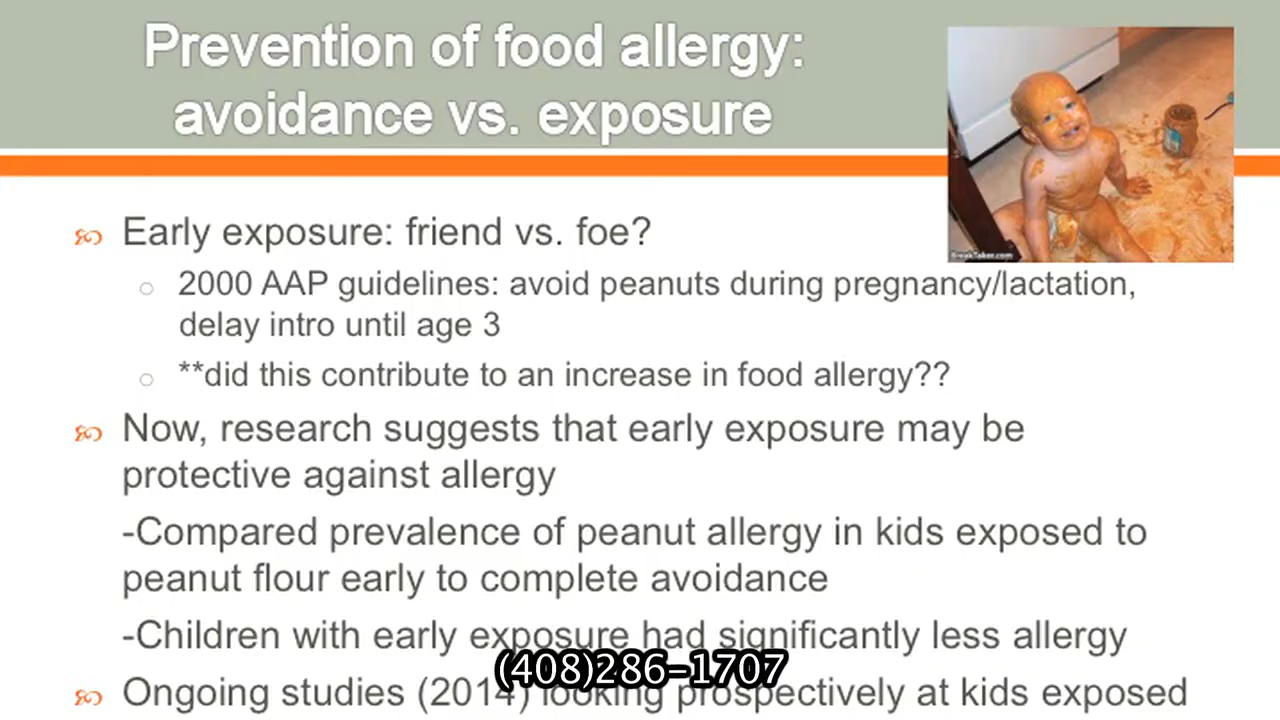 Prevention of food allergy:
avoidance vs. exposure
BreakTaker.com
Early exposure: friend vs. foe?
2000 AAP guidelines: avoid peanuts during pregnancy/lactation,
delay intro until age 3
**did this contribute to an increase in food allergy??
Now, research suggests that early exposure may be
protective against allergy
-Compared prevalence of peanut allergy in kids exposed to
peanut flour early to complete avoidance
-Children with early exposure had significantly less allergy
(408)286-1707
Ongoing studies (2014) looking prospectively at kids exposed